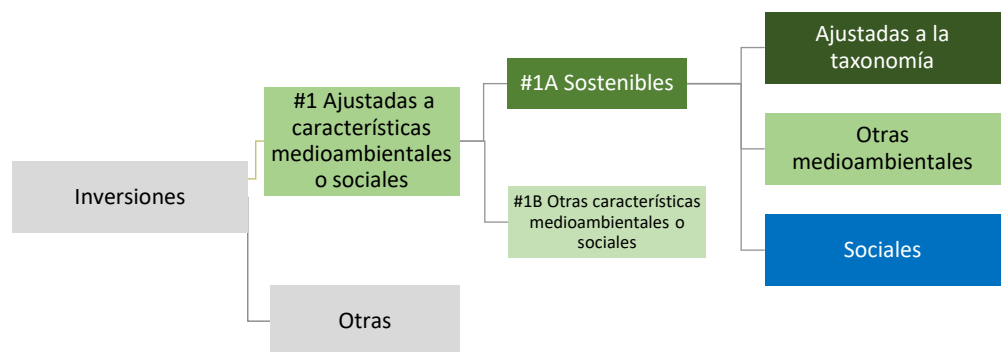 Inversiones
#1 Ajustadas a
características
medioambientales
o sociales
Otras
#1A Sostenibles
#1B Otras características
medioambientales o
sociales
Ajustadas a la
taxonomía
Otras
medioambientales
Sociales